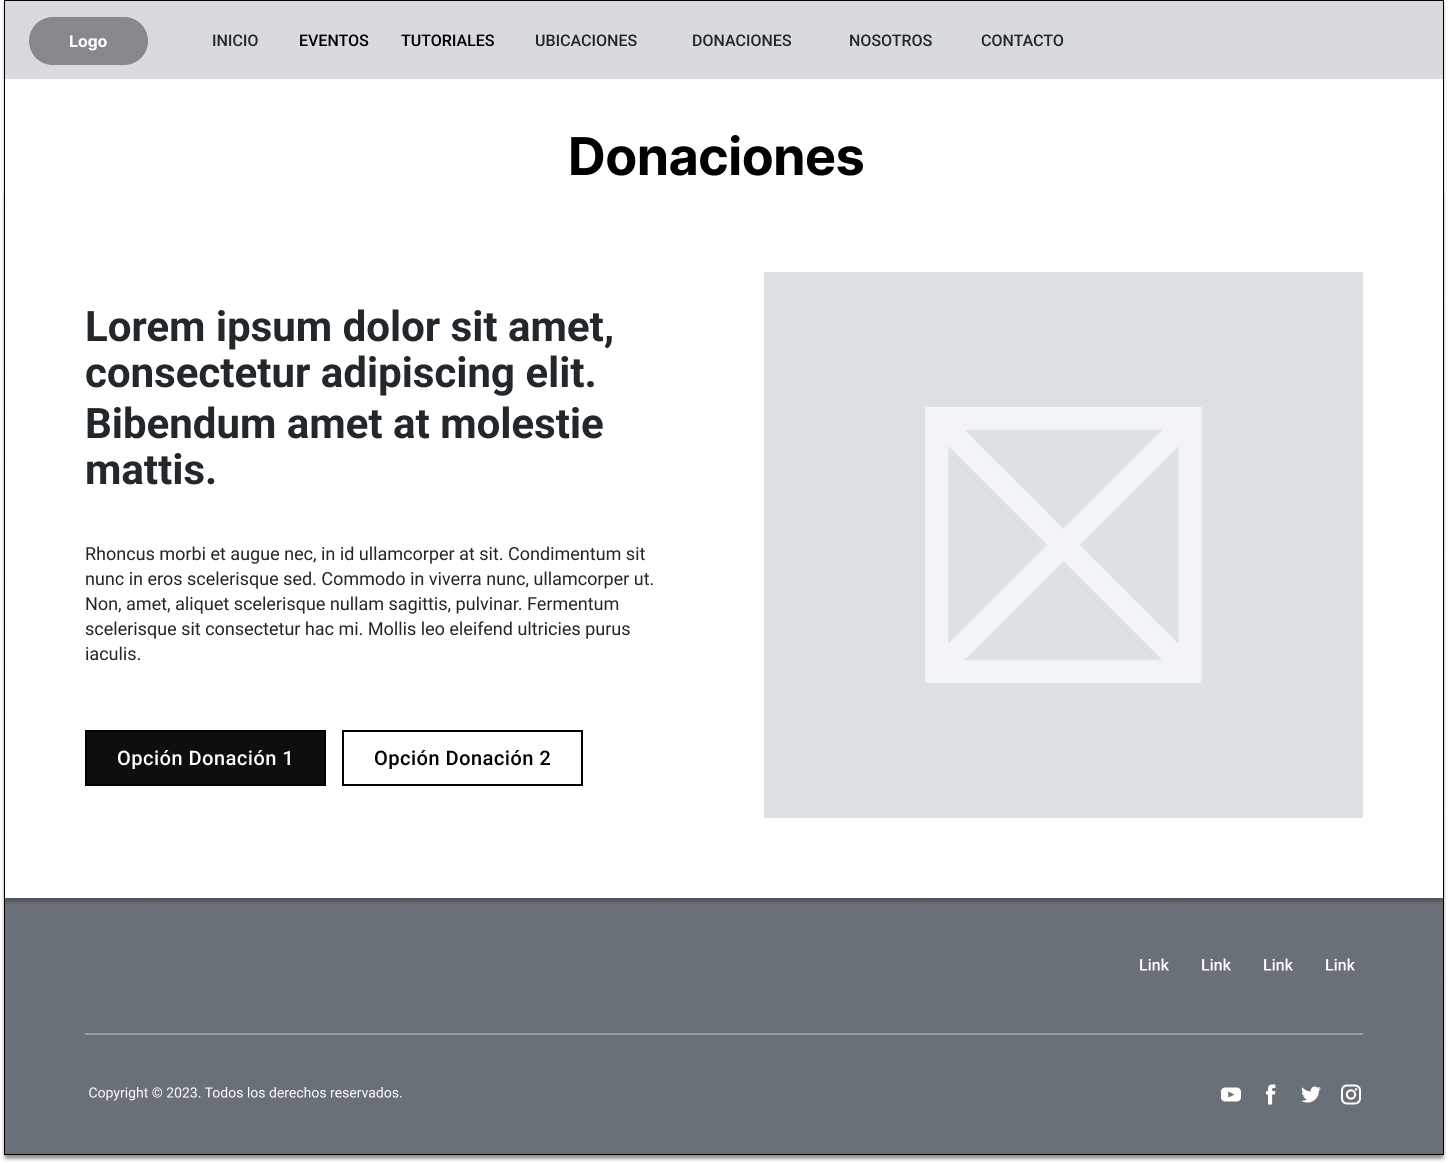 Logo
INICIO
EVENTOS
TUTORIALES
UBICACIONES
DONACIONES
NOSOTROS
CONTACTO
Donaciones
Lorem ipsum dolor sit amet,
consectetur adipiscing elit.
Bibendum amet at molestie
mattis.
Rhoncus morbi et augue nec, in id ullamcorper at sit. Condimentum sit
nunc in eros scelerisque sed. Commodo in viverra nunc, ullamcorper ut.
Non, amet, aliquet scelerisque nullam sagittis, pulvinar. Fermentum
scelerisque sit consectetur hac mi. Mollis leo eleifend ultricies purus
iaculis.
Opción Donación 1
Opción Donación 2
Link
Link
Link
Link
Copyright © 2023. Todos los derechos reservados.